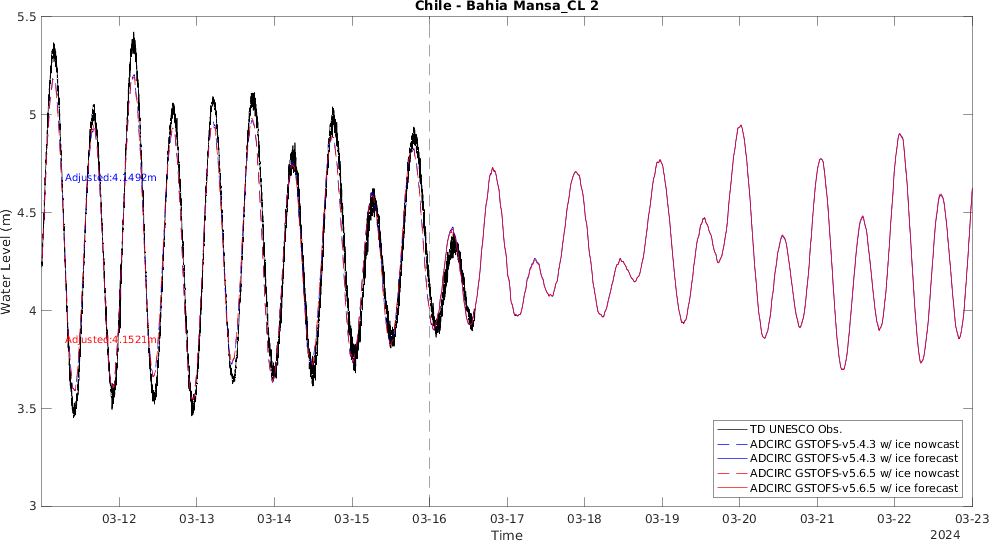 Chile - Bahia Mansa_CL 2
Water Level (m)
5.5
5
4.5
4
3.5
3
Adjusted:4.1492m
Adjusted:4.1521m
TD UNESCO Obs.
ADCIRC GSTOFS-v5.4.3 w/ ice nowcast
ADCIRC GSTOFS-v5.4.3 w/ ice forecast
ADCIRC GSTOFS-v5.6.5 w/ ice nowcast
ADCIRC GSTOFS-v5.6.5 w/ ice forecast
03-12 03-13 03-14 03-15 03-16 03-17 03-18 03-19 03-20 03-21 03-22 03-23
Time
2024